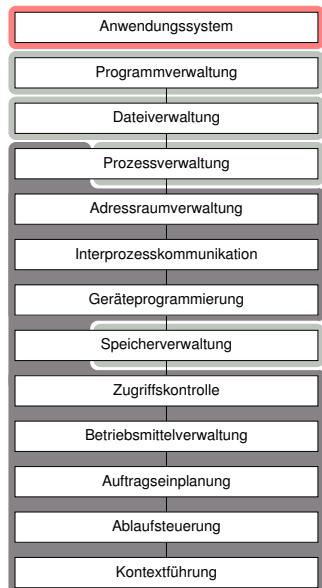 Anwendungssystem
Programmverwaltung
Dateiverwaltung
Prozessverwaltung
Adressraumverwaltung
Interprozesskommunikation
Geräteprogrammierung
Speicherverwaltung
Zugriffskontrolle
Betriebsmittelverwaltung
Auftragseinplanung
Ablaufsteuerung
Kontextführung